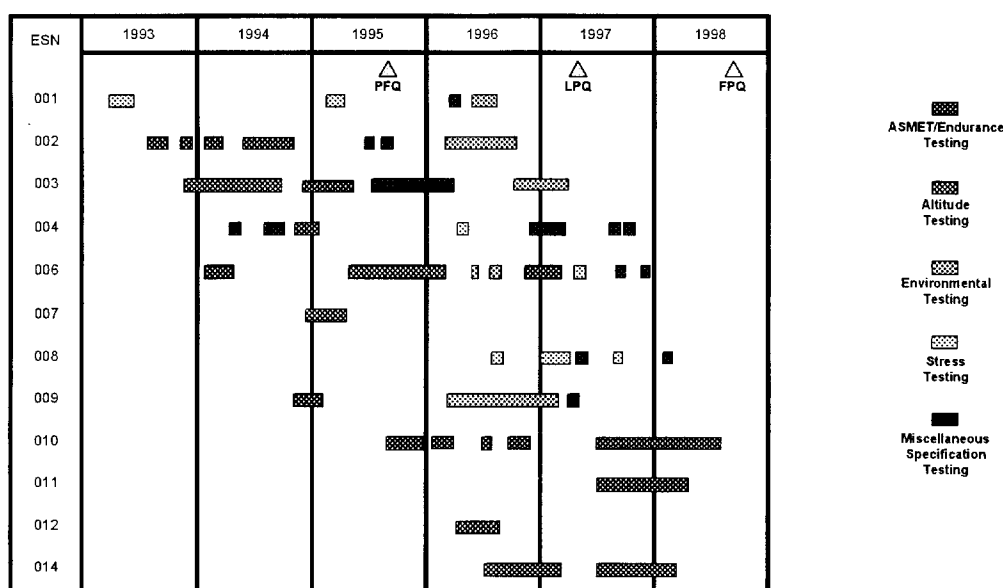 ESN 1993 1994 1995 1996 1997 1998
PFQ LPQ FPQ
001
002
003
004
006
007
008
009
010
011
012
014
ASMET/Endurance
Testing
Altitude
Testing
Environmental
Testing
Stress
Testing
Miscellaneous
Specification
Testing